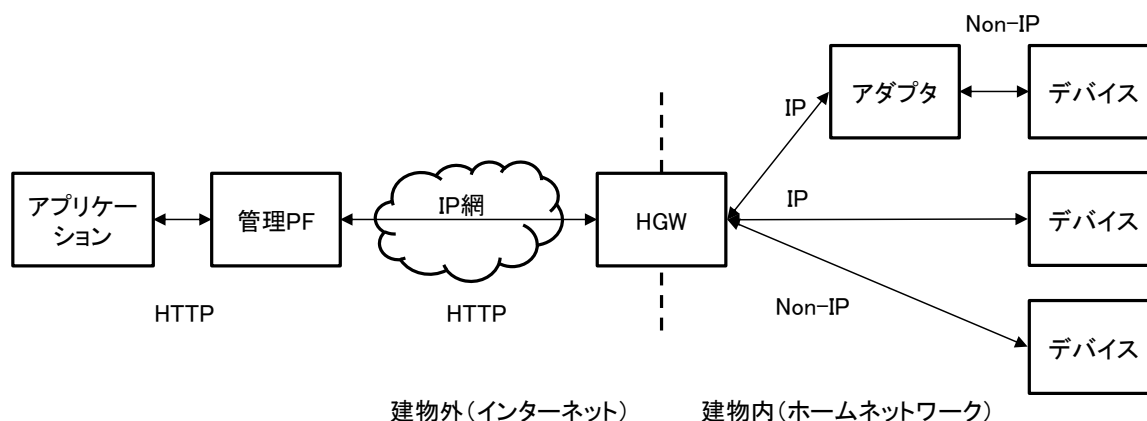 Non-IP
アダプタ
デバイス
IP
アプリケー
ション
管理PF
IP網
HGW
IP
デバイス
HTTP
HTTP
Non-IP
デバイス
建物外(インターネット)
建物内(ホームネットワーク)